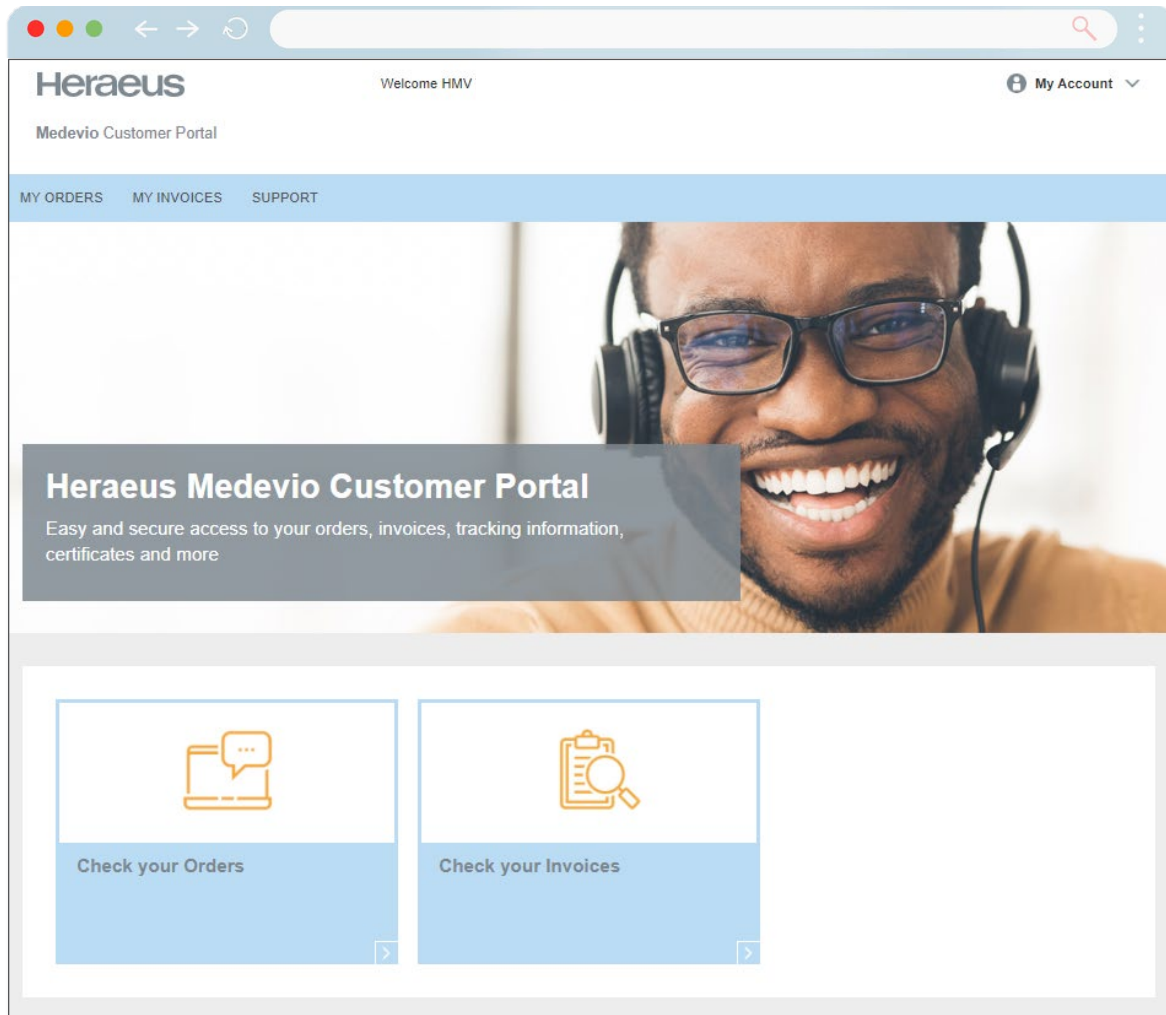 Heraeus
Welcome HMV
My Account
Medevio Customer Portal
MY ORDERS MY INVOICES SUPPORT
Heraeus Medevio Customer Portal
Easy and secure access to your orders, invoices, tracking information,
certificates and more
Check your Orders
Check your Invoices